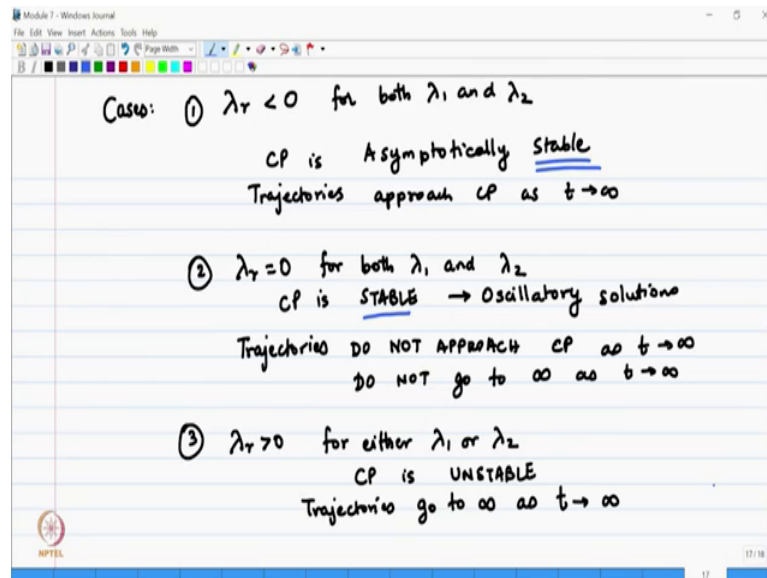 Module 7 - Windows Journal
File Edit View Insert Actions Tools Help
Page Width
B I
Cases: ① λr < 0 for both λ1 and λ2
CP is Asymptotically Stable
Trajectories approach CP as t → ∞
② λr = 0 for both λ1 and λ2
CP is STABLE → Oscillatory solutions
Trajectories DO NOT APPROACH CP as t → ∞
DO NOT go to ∞ as t → ∞
③ λr > 0 for either λ1 or λ2
CP is UNSTABLE
Trajectories go to ∞ as t → ∞
NPTEL
17 / 18
17